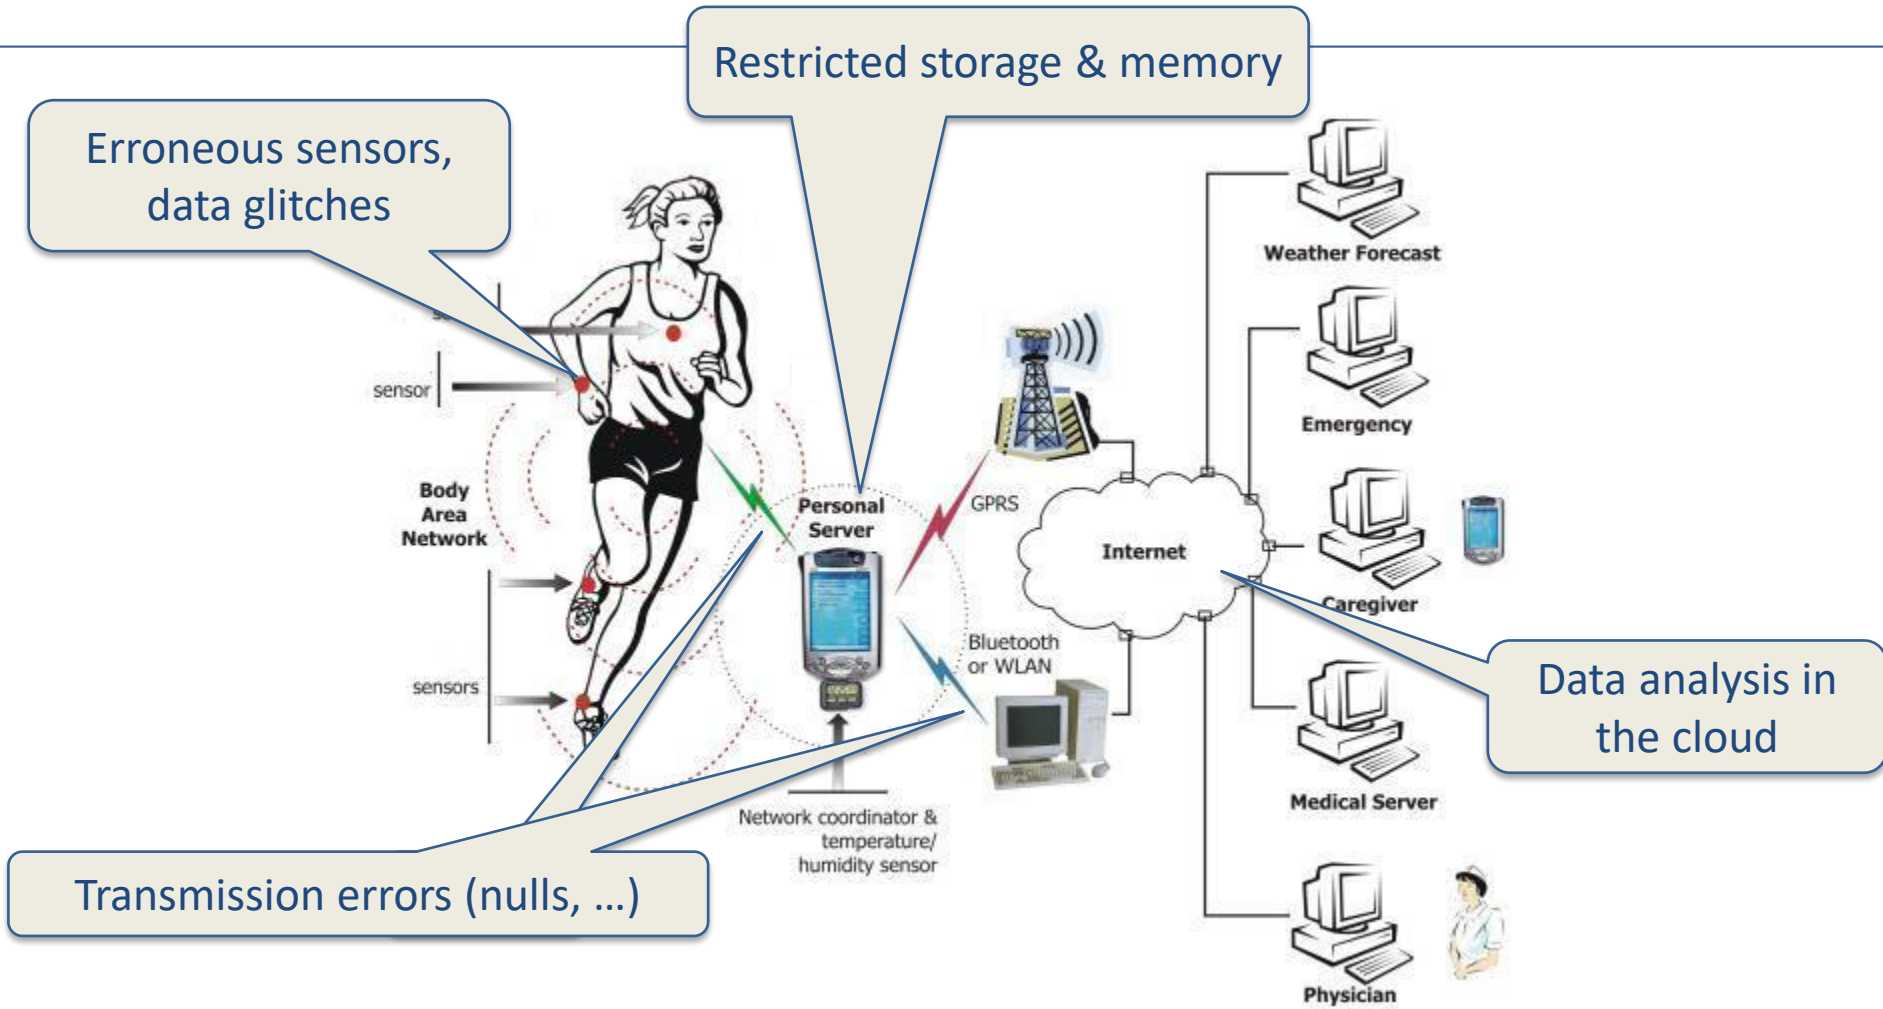 Restricted storage & memory
Erroneous sensors,
data glitches
sensor
Body
Area
Network
sensors
Personal
Server
GPRS
Bluetooth
or WLAN
Network coordinator &
temperature/
humidity sensor
Internet
Weather Forecast
Emergency
Caregiver
Medical Server
Physician
Data analysis in
the cloud
Transmission errors (nulls, …)